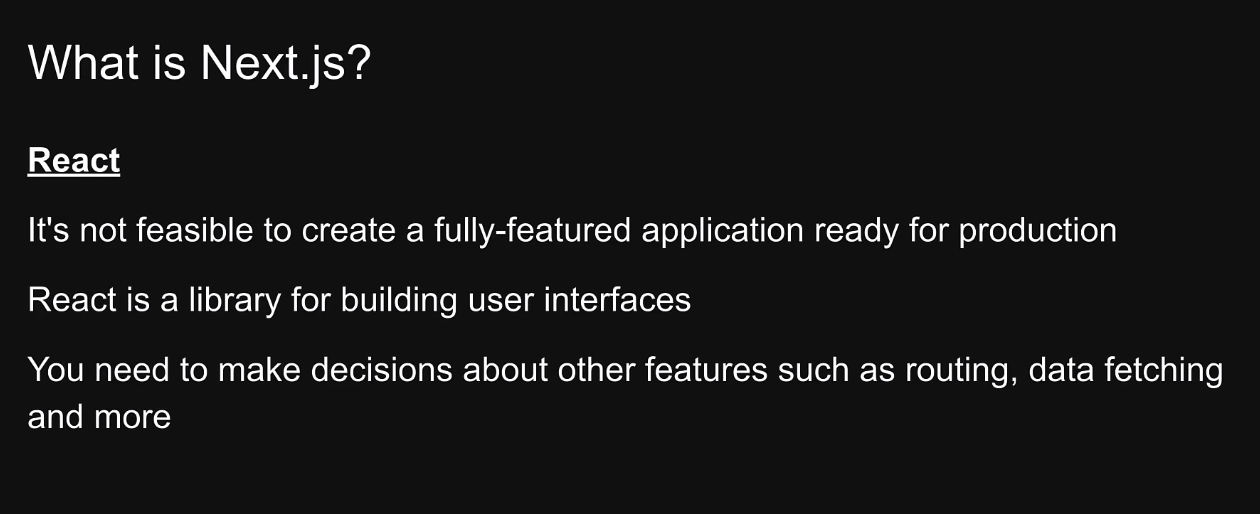 What is Next.js?
React
It's not feasible to create a fully-featured application ready for production
React is a library for building user interfaces
You need to make decisions about other features such as routing, data fetching
and more